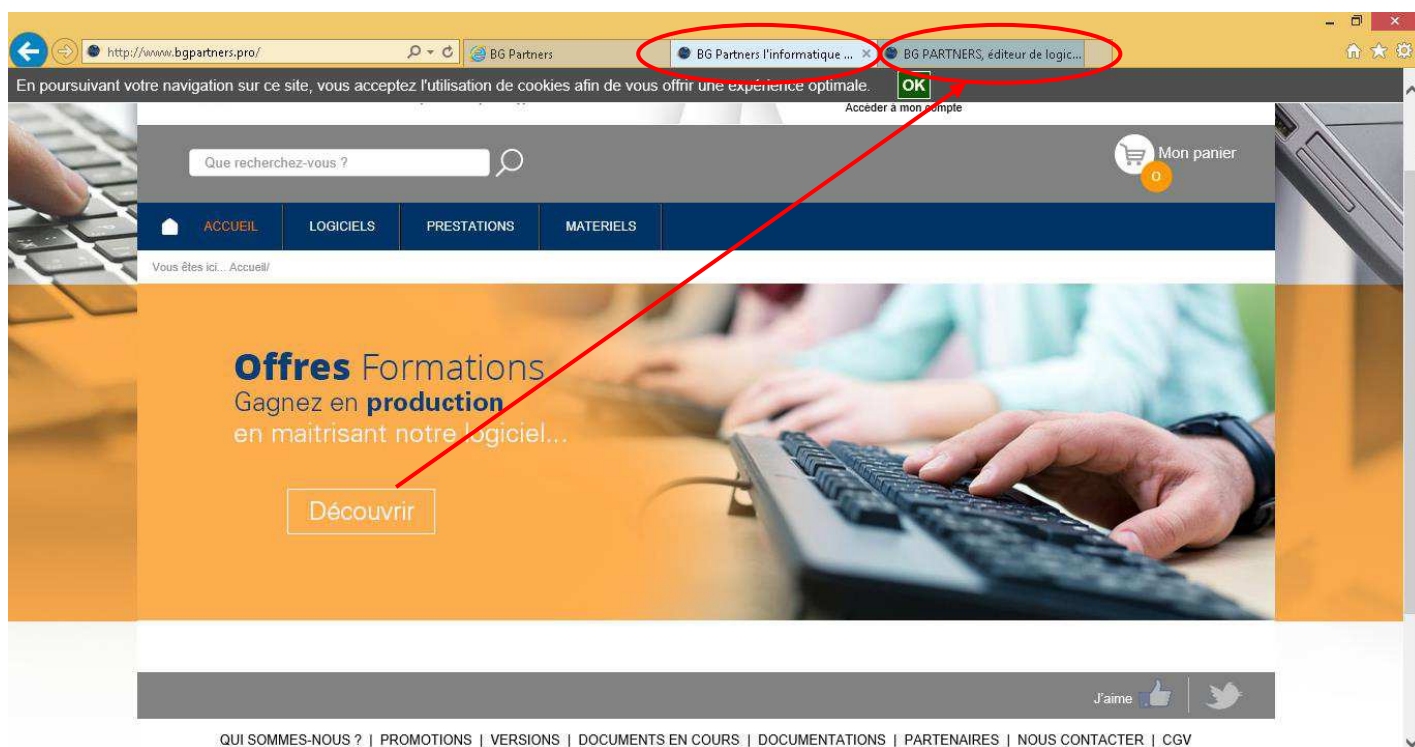 http://www.bgpartners.pro/
BG Partners
BG Partners l'informatique ...
BG PARTNERS, éditeur de logic...
En poursuivant votre navigation sur ce site, vous acceptez l'utilisation de cookies afin de vous offrir une expérience optimale. OK
Accéder à mon compte
Que recherchez-vous ?
Mon panier
0
ACCUEIL LOGICIELS PRESTATIONS MATERIELS
Vous êtes ici... Accueil/
Offres Formations
Gagnez en production
en maitrisant notre logiciel...
Découvrir
J'aime
QUI SOMMES-NOUS ? | PROMOTIONS | VERSIONS | DOCUMENTS EN COURS | DOCUMENTATIONS | PARTENAIRES | NOUS CONTACTER | CGV